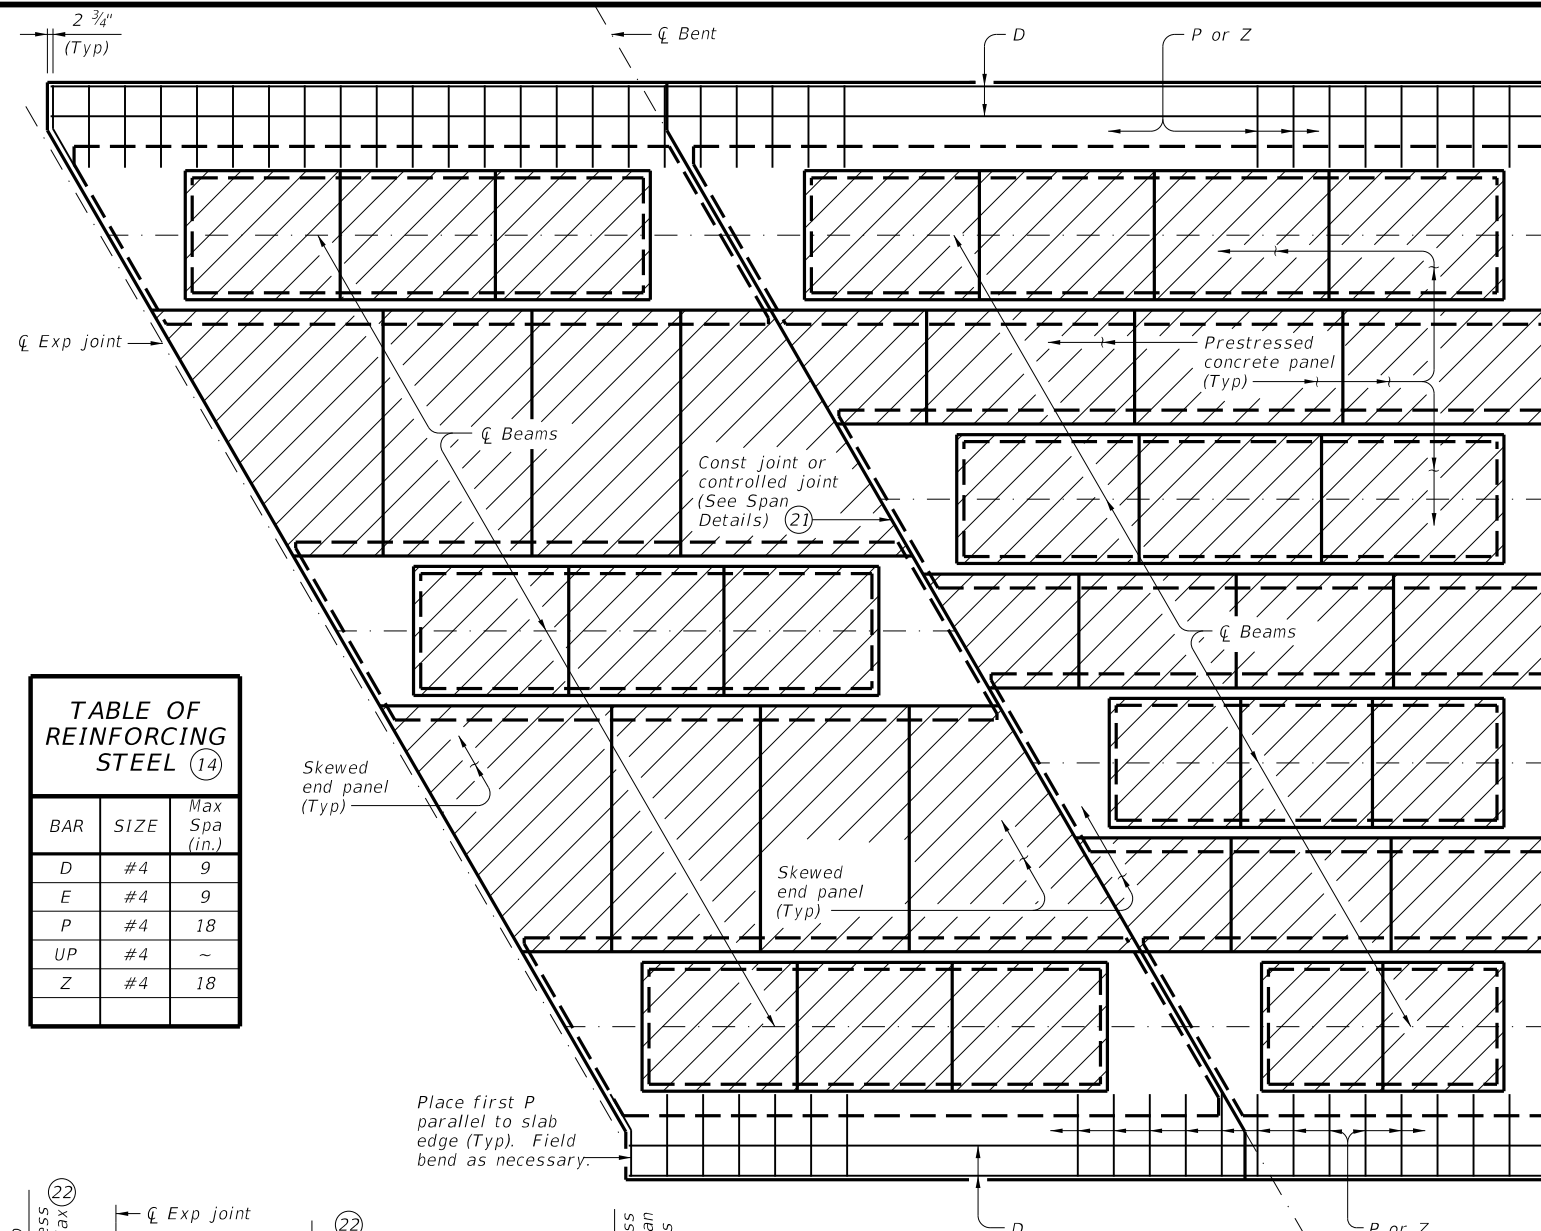 2 ¾"
(Typ)
℄ Bent
D
P or Z
℄ Exp joint
Prestressed
concrete panel
(Typ)
℄ Beams
Const joint or
controlled joint
(See Span
Details) 21
℄ Beams
TABLE OF
REINFORCING
STEEL 14
BAR SIZE Max Spa (in.)
D #4 9
E #4 9
P #4 18
UP #4 ~
Z #4 18
Skewed
end panel
(Typ)
Skewed
end panel
(Typ)
Place first P
parallel to slab
edge (Typ). Field
bend as necessary.
22
℄ Exp joint
22
D
P or Z